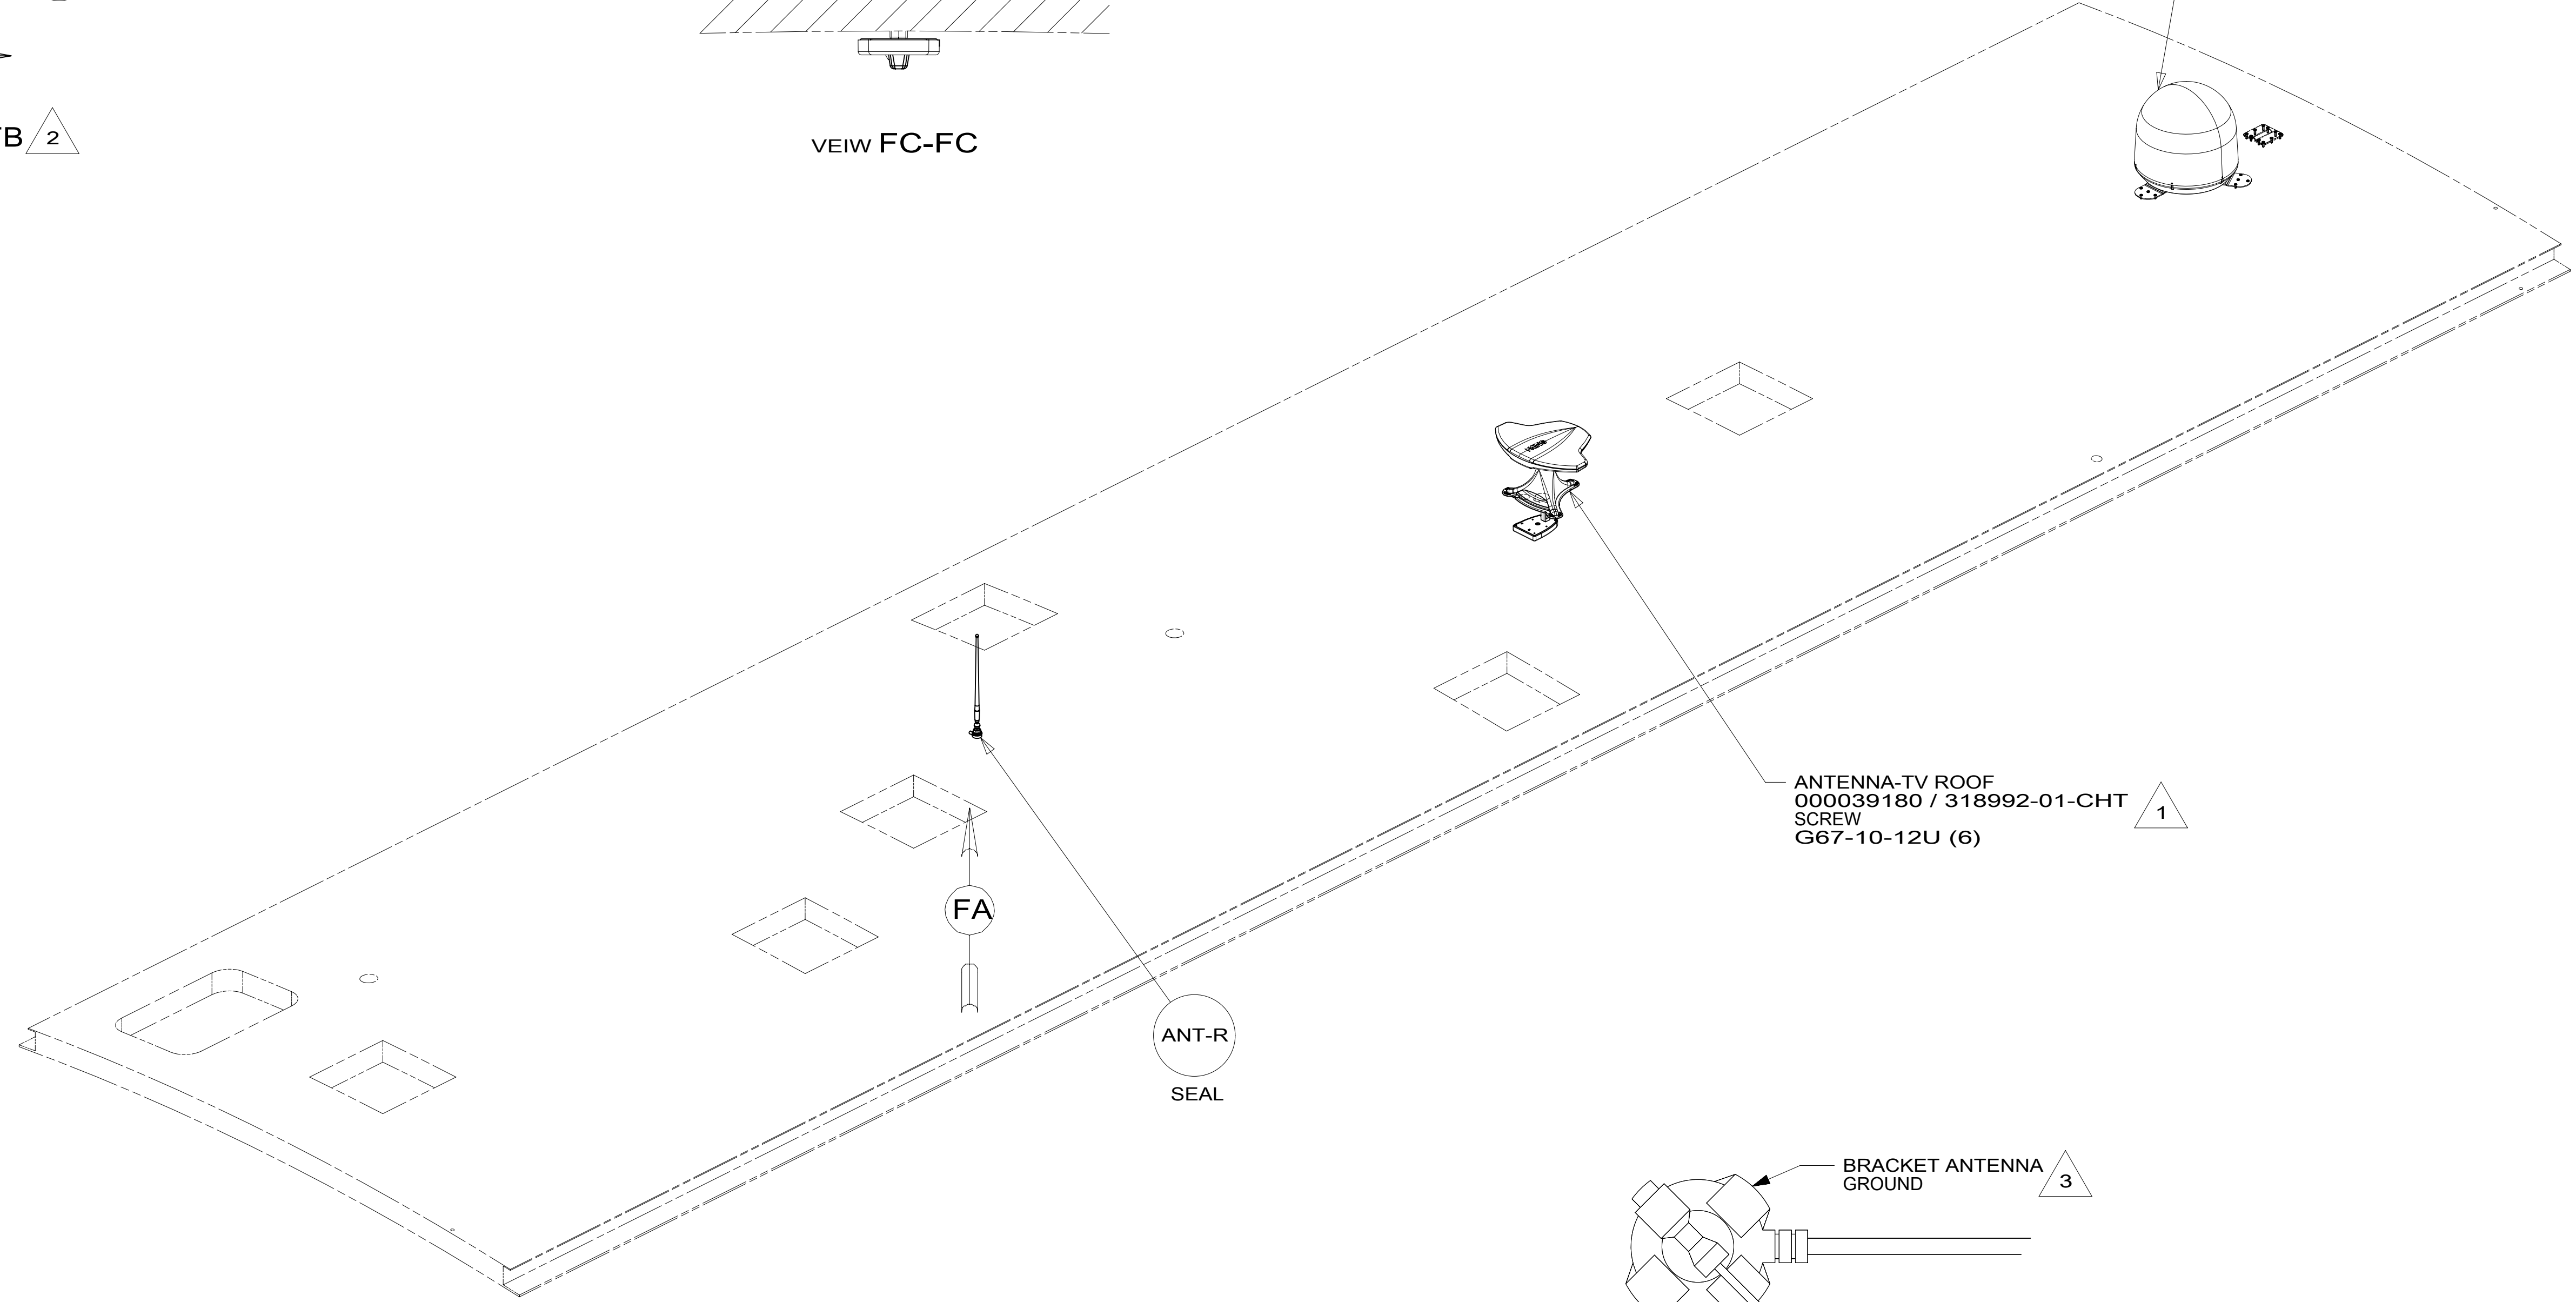 TB 2
VEIW FC-FC
ANTENNA-TV ROOF
000039180 / 318992-01-CHT
SCREW
G67-10-12U (6)
1
FA
ANT-R
SEAL
BRACKET ANTENNA
GROUND
3